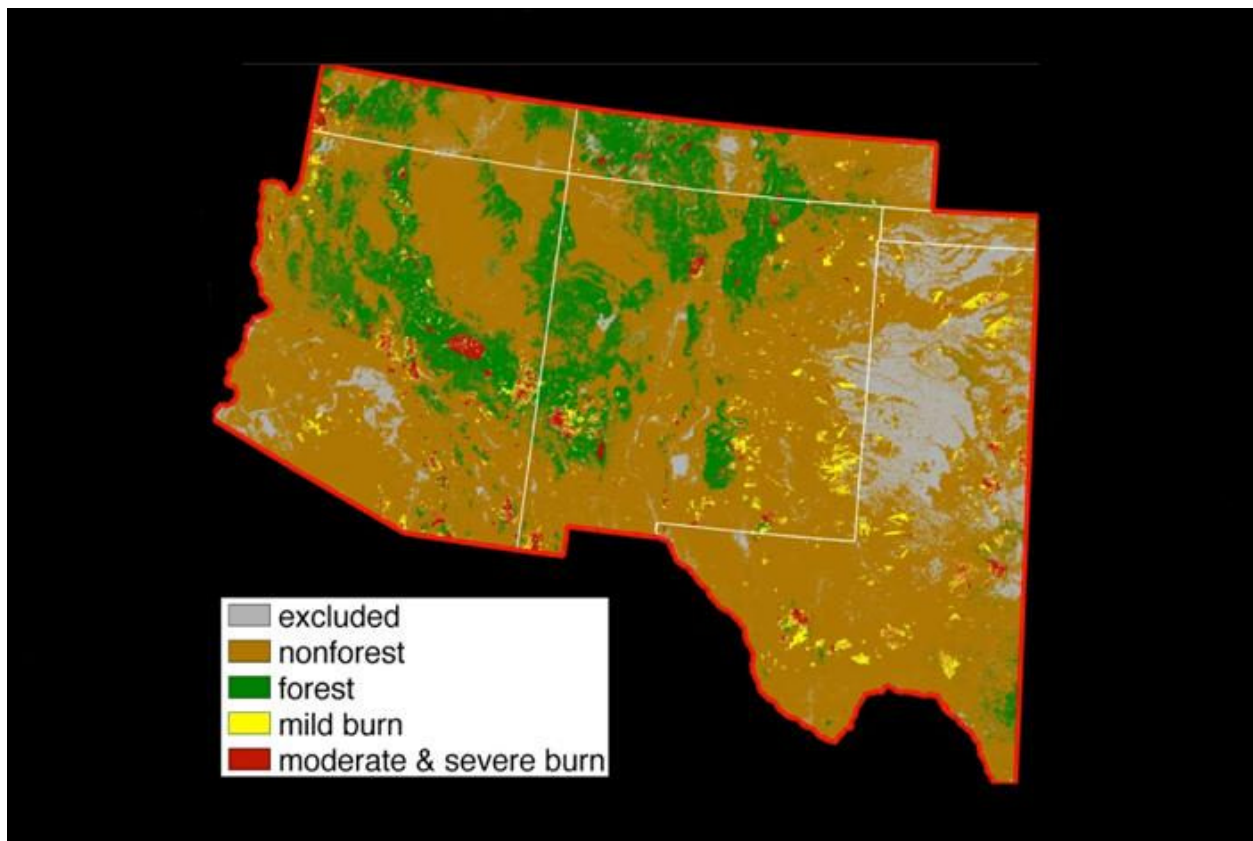 excluded
nonforest
forest
mild burn
moderate & severe burn